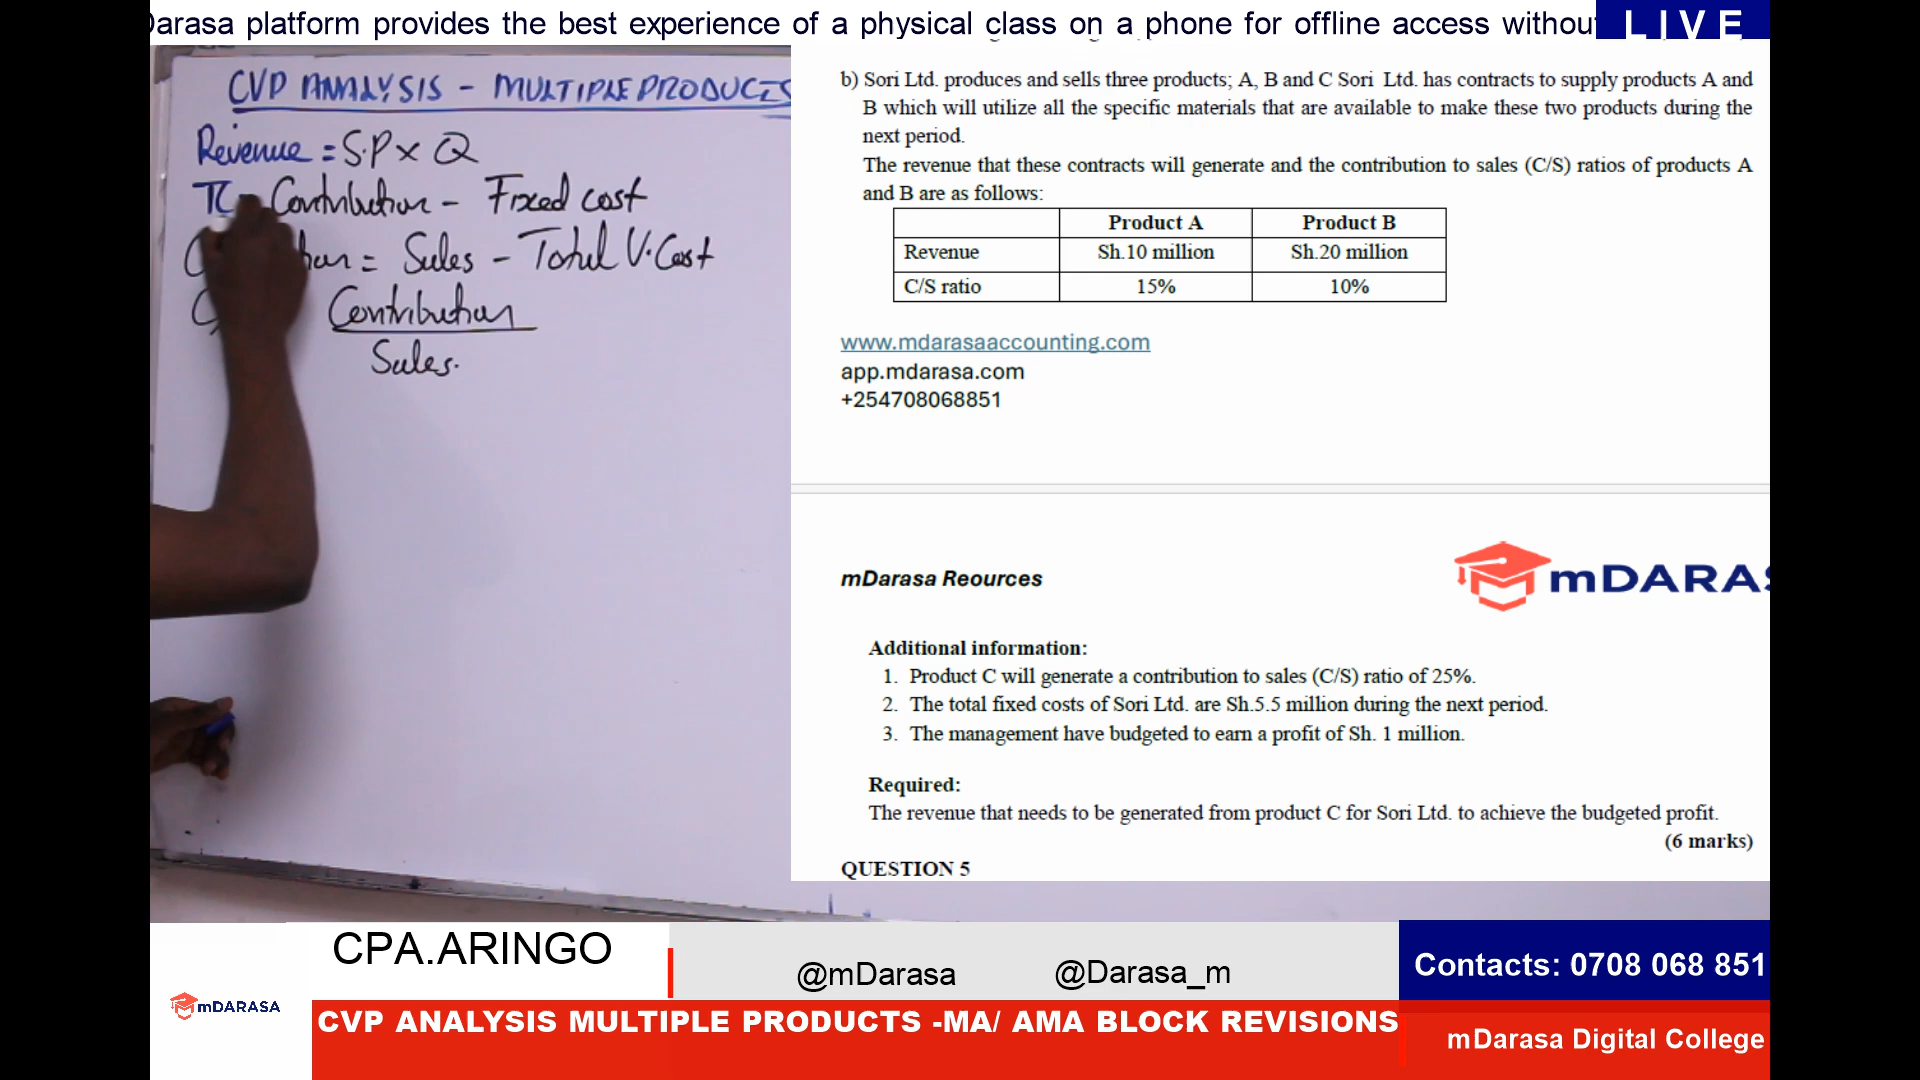 Darasa platform provides the best experience of a physical class on a phone for offline access withou
LIVE
CVP ANALYSIS - MULTIPLE PRODUCTS
Revenue = S.P × Q
π = Contribution - Fixed cost
= Sales - Total V. Cost
Contribution
Sales.
b) Sori Ltd. produces and sells three products; A, B and C Sori Ltd. has contracts to supply products A and
B which will utilize all the specific materials that are available to make these two products during the
next period.
The revenue that these contracts will generate and the contribution to sales (C/S) ratios of products A
and B are as follows:
Product A Product B
Revenue Sh.10 million Sh.20 million
C/S ratio 15% 10%
www.mdarasaaccounting.com
app.mdarasa.com
+254708068851
mDarasa Reources
mDARAS
Additional information:
1. Product C will generate a contribution to sales (C/S) ratio of 25%.
2. The total fixed costs of Sori Ltd. are Sh.5.5 million during the next period.
3. The management have budgeted to earn a profit of Sh. 1 million.
Required:
The revenue that needs to be generated from product C for Sori Ltd. to achieve the budgeted profit.
(6 marks)
QUESTION 5
CPA.ARINGO
@mDarasa @Darasa_m
Contacts: 0708 068 851
mDARASA
CVP ANALYSIS MULTIPLE PRODUCTS -MA/ AMA BLOCK REVISIONS
mDarasa Digital College